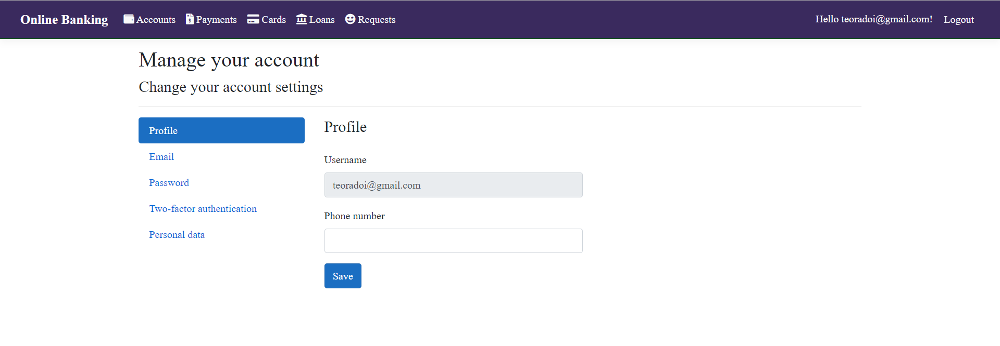 Online Banking Accounts Payments Cards Loans Requests Hello teoradoi@gmail.com! Logout
Manage your account
Change your account settings
Profile
Email
Password
Two-factor authentication
Personal data
Profile
Username
teoradoi@gmail.com
Phone number
Save